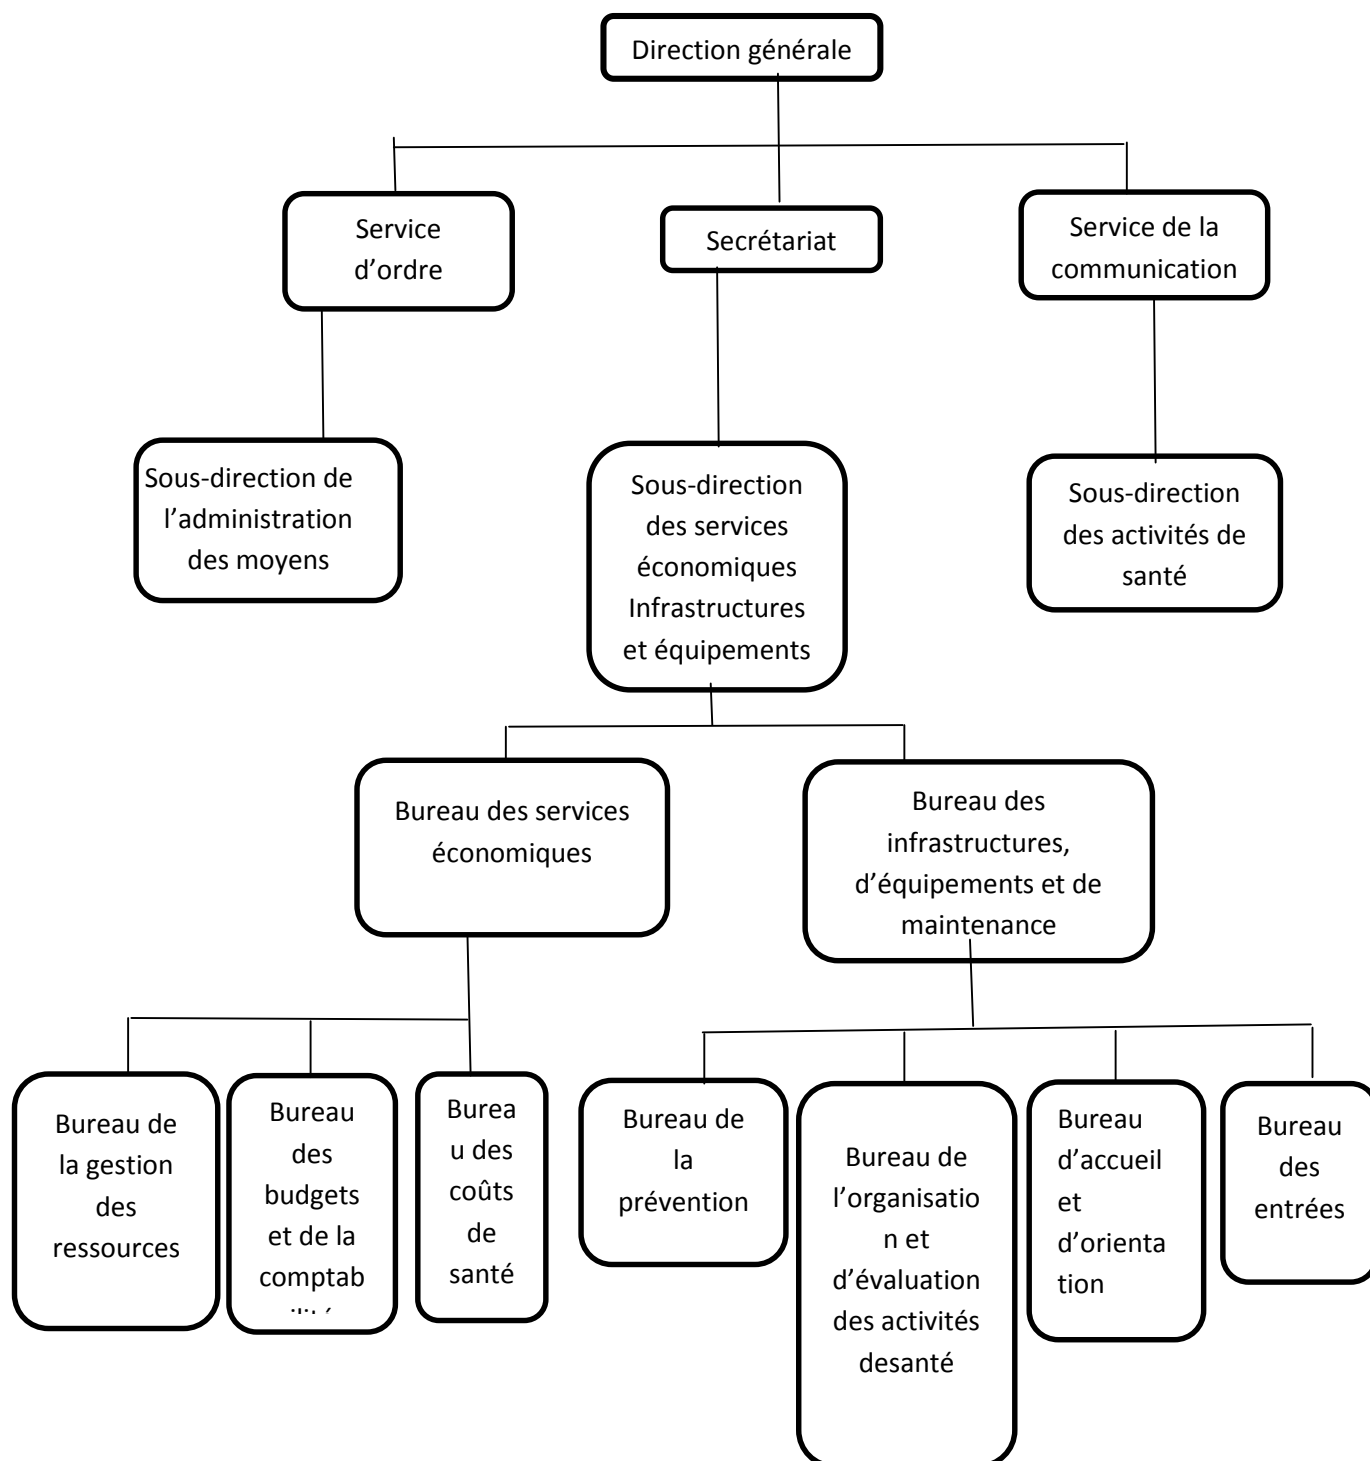 Direction générale
Service
d’ordre
Secrétariat
Service de la
communication
Sous-direction de
l’administration
des moyens
Sous-direction
des services
économiques
Infrastructures
et équipements
Sous-direction
des activités de
santé
Bureau des services
économiques
Bureau des
infrastructures,
d’équipements et de
maintenance
Bureau de
la gestion
des
ressources
Bureau
des
budgets
et de la
comptab
Burea
u des
coûts
de
santé
Bureau de
la
prévention
Bureau de
l’organisatio
n et
d’évaluation
des activités
desanté
Bureau
d’accueil
et
d’orienta
tion
Bureau
des
entrées